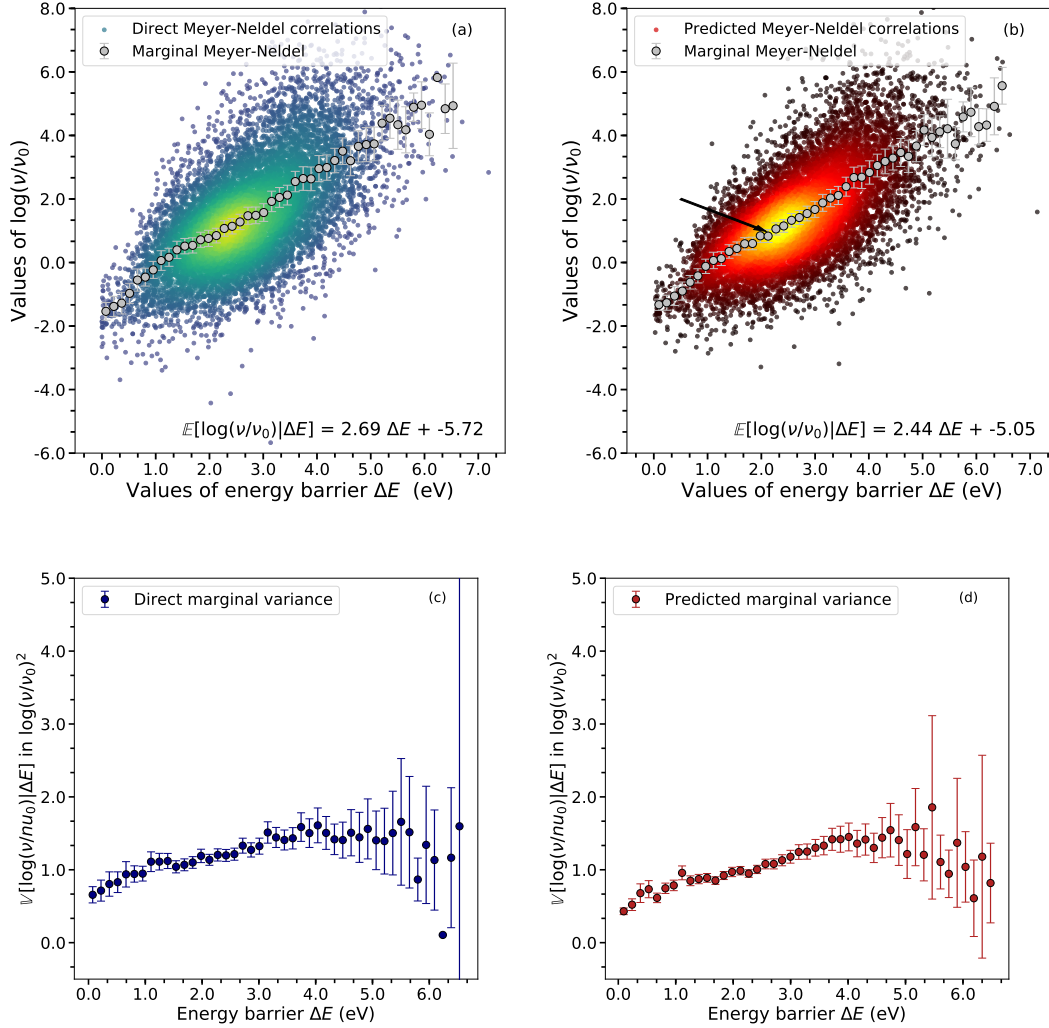 8.0
6.0
4.0
2.0
0.0
-2.0
-4.0
-6.0
Values of log(ν/ν₀)
Direct Meyer-Neldel correlations
Marginal Meyer-Neldel
(a)
𝔼[log(ν/ν₀)|ΔE] = 2.69 ΔE + -5.72
0.0 1.0 2.0 3.0 4.0 5.0 6.0 7.0
Values of energy barrier ΔE (eV)
8.0
6.0
4.0
2.0
0.0
-2.0
-4.0
-6.0
Values of log(ν/ν₀)
Predicted Meyer-Neldel correlations
Marginal Meyer-Neldel
(b)
𝔼[log(ν/ν₀)|ΔE] = 2.44 ΔE + -5.05
0.0 1.0 2.0 3.0 4.0 5.0 6.0 7.0
Values of energy barrier ΔE (eV)
5.0
4.0
3.0
2.0
1.0
0.0
𝕍[log(ν/nu₀)|ΔE] in log(ν/ν₀)²
Direct marginal variance
(c)
0.0 1.0 2.0 3.0 4.0 5.0 6.0
Energy barrier ΔE (eV)
5.0
4.0
3.0
2.0
1.0
0.0
𝕍[log(ν/nu₀)|ΔE] in log(ν/ν₀)²
Predicted marginal variance
(d)
0.0 1.0 2.0 3.0 4.0 5.0 6.0
Energy barrier ΔE (eV)